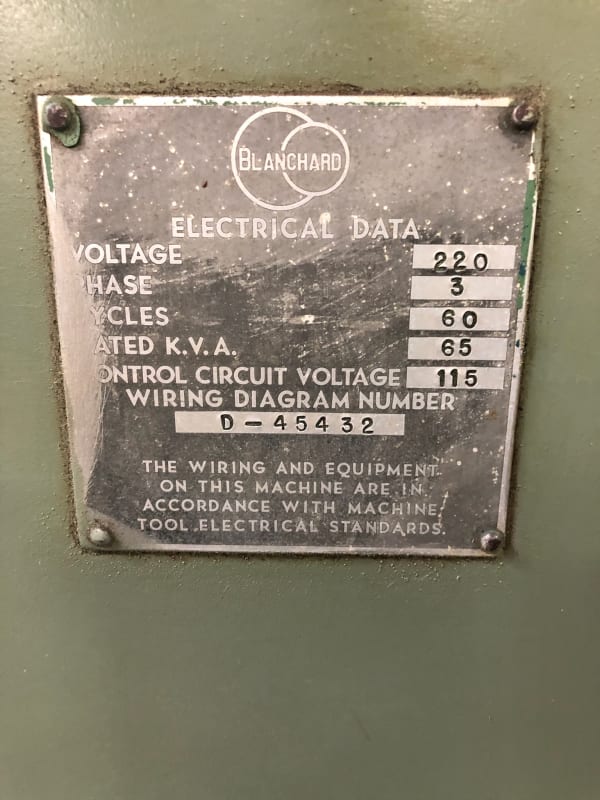 BLANCHARD
ELECTRICAL DATA
VOLTAGE 220
HASE 3
YCLES 60
ATED K.V.A. 65
ONTROL CIRCUIT VOLTAGE 115
WIRING DIAGRAM NUMBER
D-45432
THE WIRING AND EQUIPMENT
ON THIS MACHINE ARE IN
ACCORDANCE WITH MACHINE
TOOL ELECTRICAL STANDARDS.